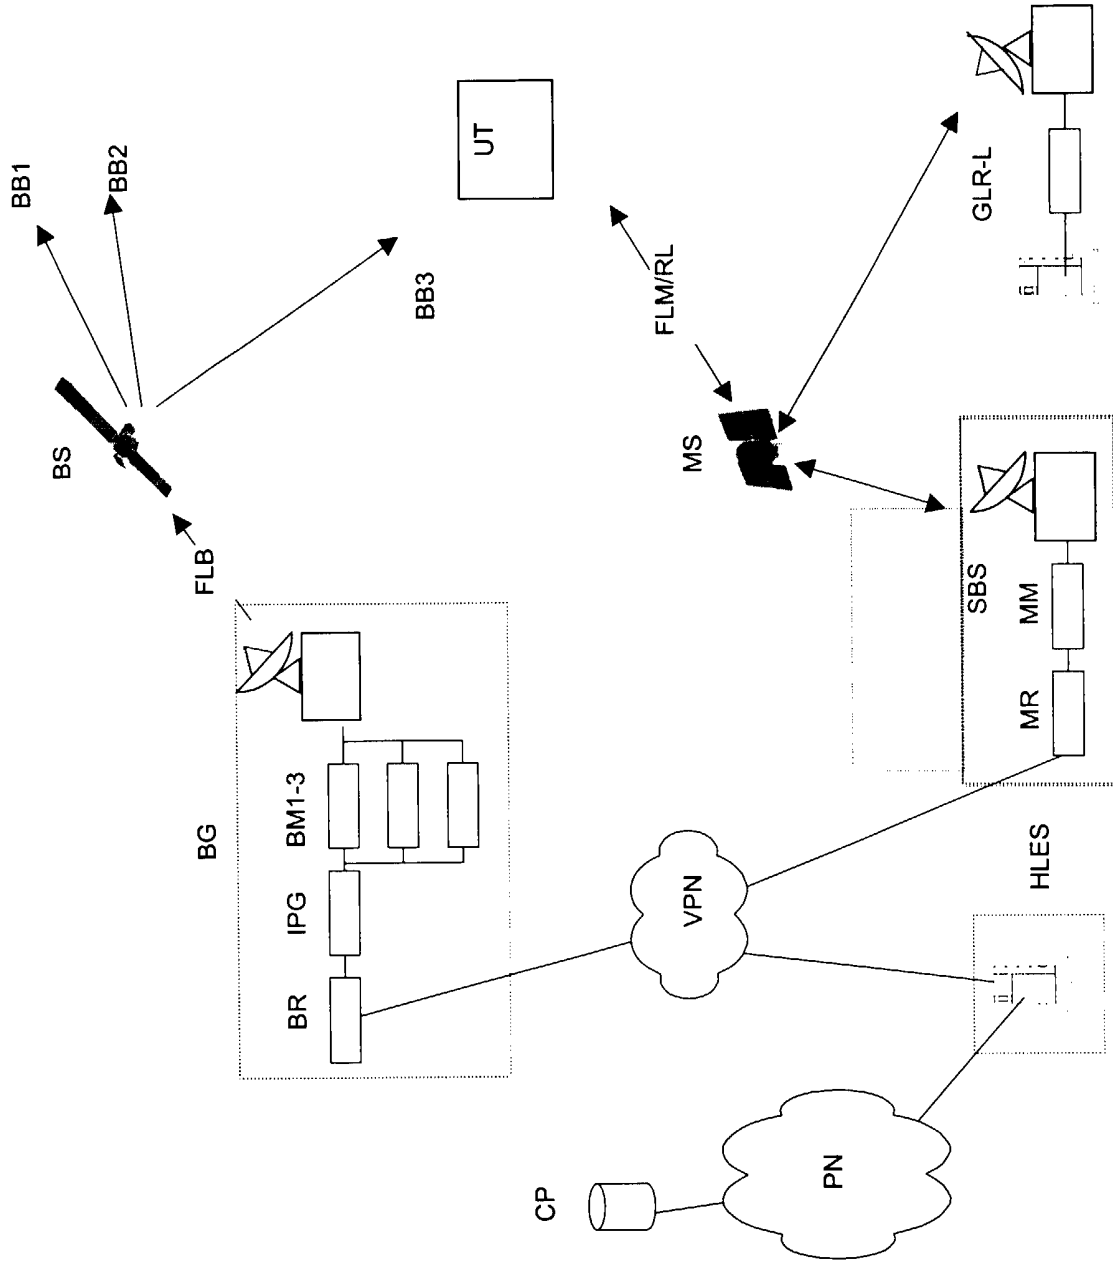 BB1
BB2
BS
UT
BB3
FLB
FLM/RL
GLR-L
MS
BG
BM1-3
IPG
BR
SBS
MM
MR
VPN
HLES
CP
PN